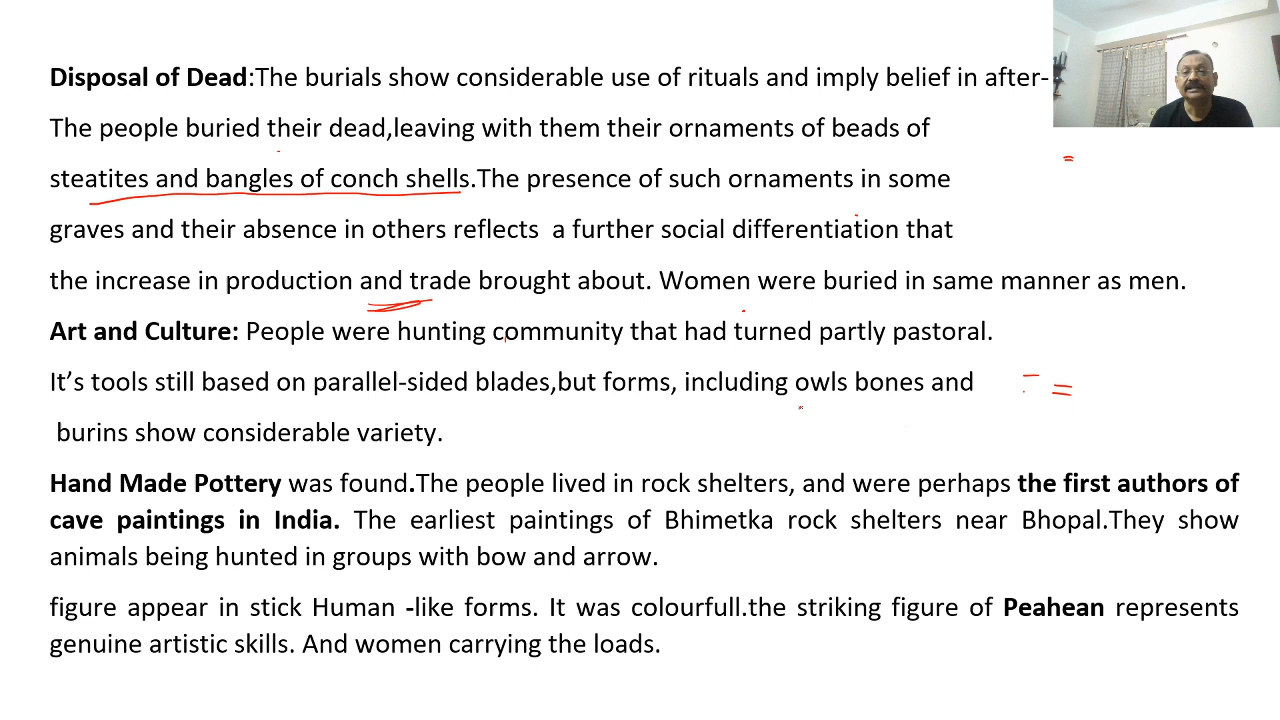 Disposal of Dead:The burials show considerable use of rituals and imply belief in after-
The people buried their dead,leaving with them their ornaments of beads of
steatites and bangles of conch shells.The presence of such ornaments in some
graves and their absence in others reflects  a further social differentiation that
the increase in production and trade brought about. Women were buried in same manner as men.
Art and Culture: People were hunting community that had turned partly pastoral.
It’s tools still based on parallel-sided blades,but forms, including owls bones and
burins show considerable variety.
Hand Made Pottery was found.The people lived in rock shelters, and were perhaps the first authors of
cave paintings in India. The earliest paintings of Bhimetka rock shelters near Bhopal.They show
animals being hunted in groups with bow and arrow.
figure appear in stick Human -like forms. It was colourfull.the striking figure of Peahean represents
genuine artistic skills. And women carrying the loads.